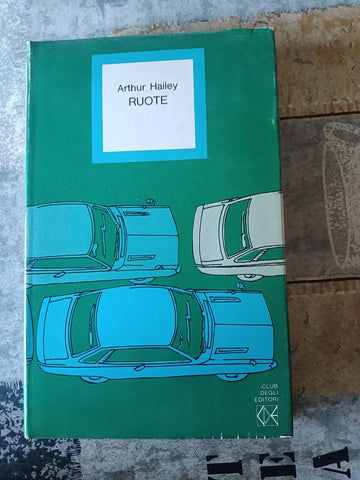 Arthur Hailey
RUOTE
CLUB
DEGLI
EDITORI